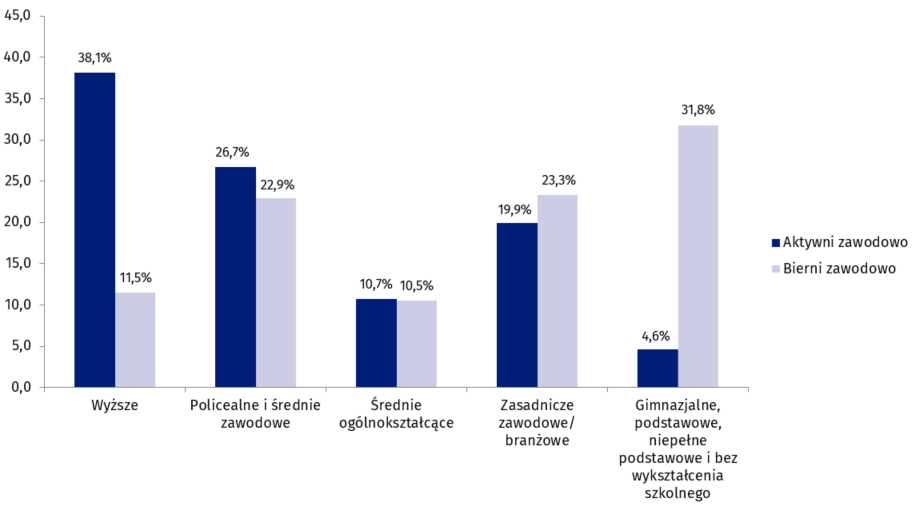 45,0
40,0
35,0
30,0
25,0
20,0
15,0
10,0
5,0
0,0
38,1%
11,5%
26,7%
22,9%
10,7%
10,5%
19,9%
23,3%
4,6%
31,8%
Wyższe
Policealne i średnie
zawodowe
Średnie
ogólnokształcące
Zasadnicze
zawodowe/
branżowe
Gimnazjalne,
podstawowe,
niepełne
podstawowe i bez
wykształcenia
szkolnego
Aktywni zawodowo
Bierni zawodowo